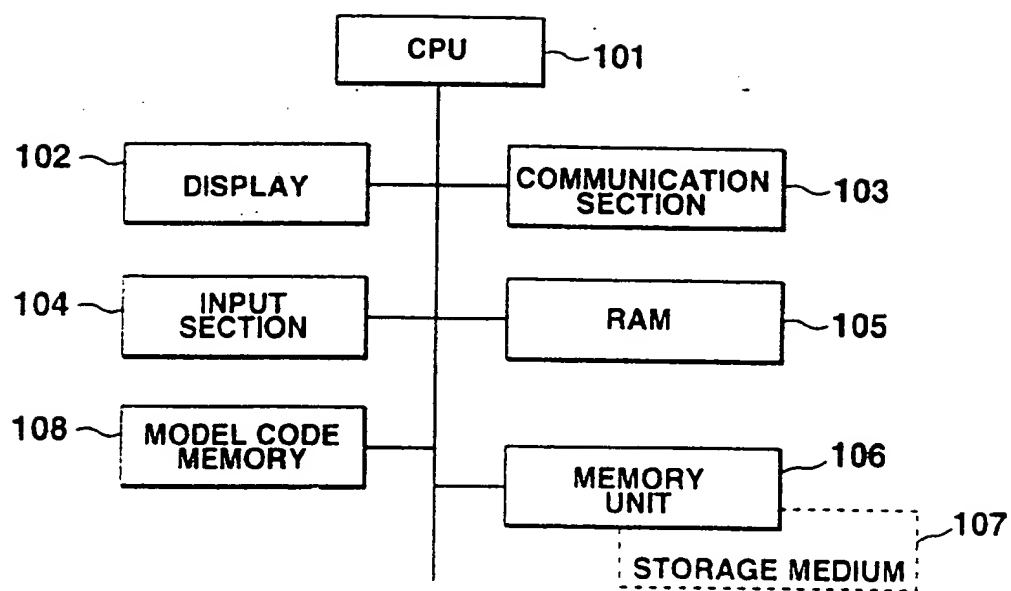 CPU
101
102
DISPLAY
COMMUNICATION
SECTION
103
104
INPUT
SECTION
RAM
105
108
MODEL CODE
MEMORY
MEMORY
UNIT
106
107
STORAGE MEDIUM